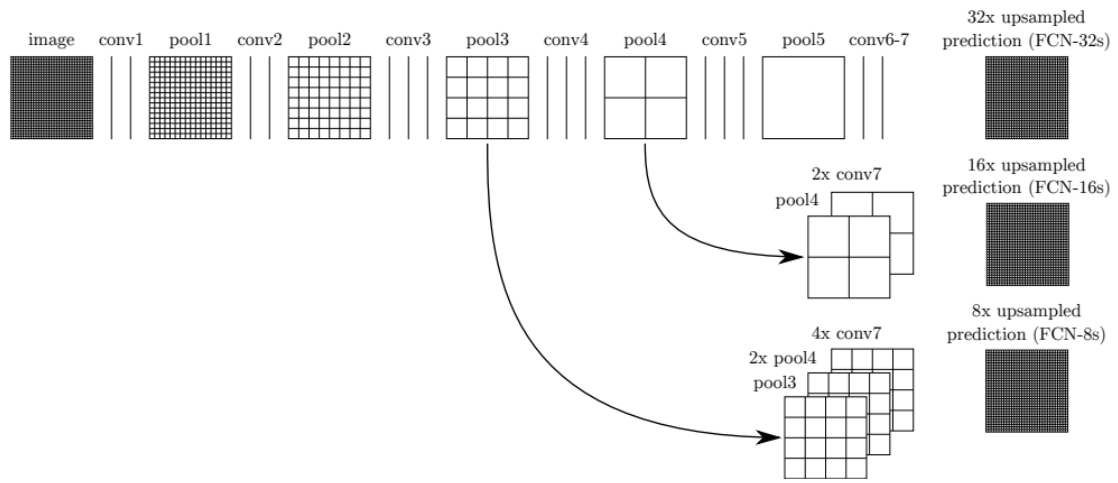 image
conv1
pool1
conv2
pool2
conv3
pool3
conv4
pool4
conv5
pool5
conv6-7
32x upsampled
prediction (FCN-32s)
2x conv7
pool4
16x upsampled
prediction (FCN-16s)
4x conv7
2x pool4
pool3
8x upsampled
prediction (FCN-8s)